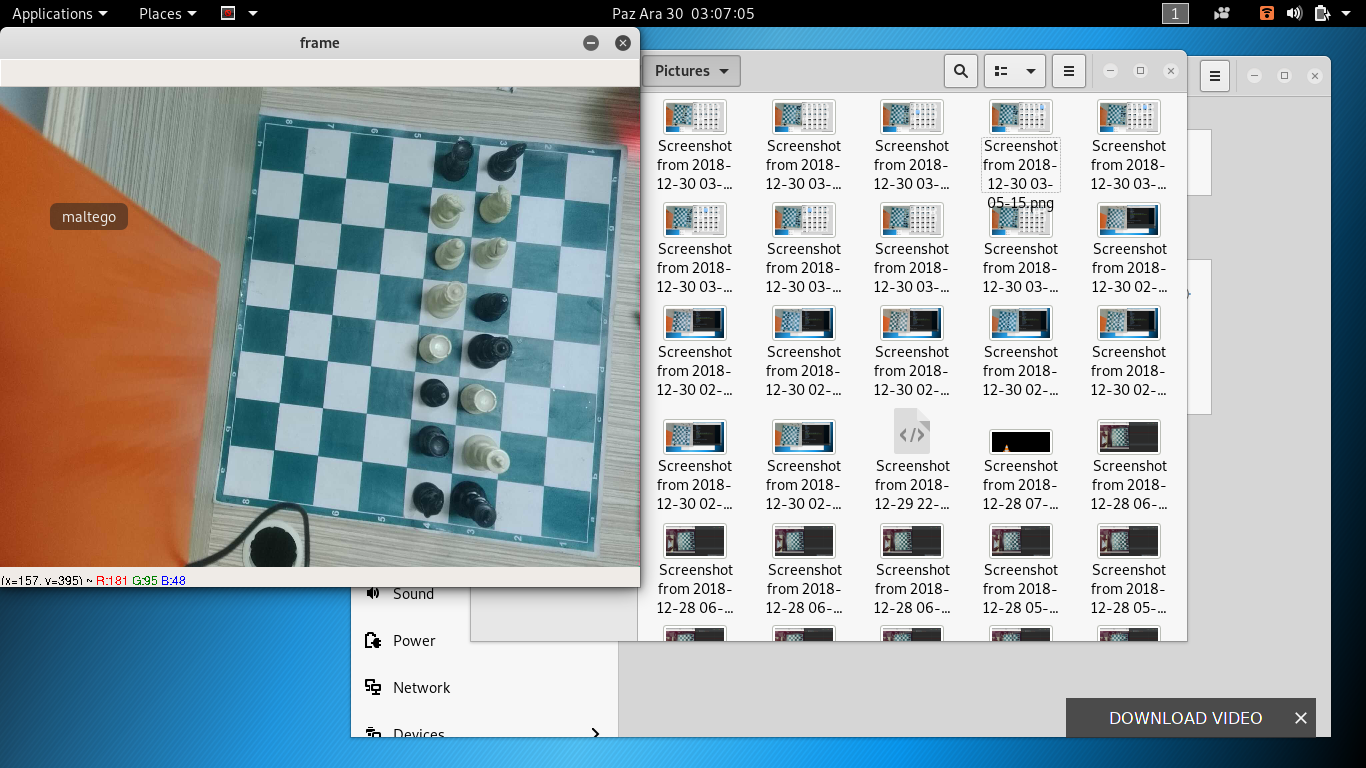 Applications
Places
Paz Ara 30 03:07:05
1
frame
Pictures
maltego
Screenshot
from 2018-
12-30 03-...
Screenshot
from 2018-
12-30 03-...
Screenshot
from 2018-
12-30 03-...
Screenshot
from 2018-
12-30 03-
05-15.png
Screenshot
from 2018-
12-30 03-...
Screenshot
from 2018-
12-30 03-...
Screenshot
from 2018-
12-30 03-...
Screenshot
from 2018-
12-30 03-...
Screenshot
from 2018-
12-30 03-...
Screenshot
from 2018-
12-30 02-...
Screenshot
from 2018-
12-30 02-...
Screenshot
from 2018-
12-30 02-...
Screenshot
from 2018-
12-30 02-...
Screenshot
from 2018-
12-30 02-...
Screenshot
from 2018-
12-30 02-...
Screenshot
from 2018-
12-30 02-...
Screenshot
from 2018-
12-30 02-...
Screenshot
from 2018-
12-29 22-...
Screenshot
from 2018-
12-28 07-...
Screenshot
from 2018-
12-28 06-...
Screenshot
from 2018-
12-28 06-...
Screenshot
from 2018-
12-28 06-...
Screenshot
from 2018-
12-28 06-...
Screenshot
from 2018-
12-28 05-...
Screenshot
from 2018-
12-28 05-...
(x=157, y=395) ~ R:181 G:95 B:48
Sound
Power
Network
Devices
DOWNLOAD VIDEO